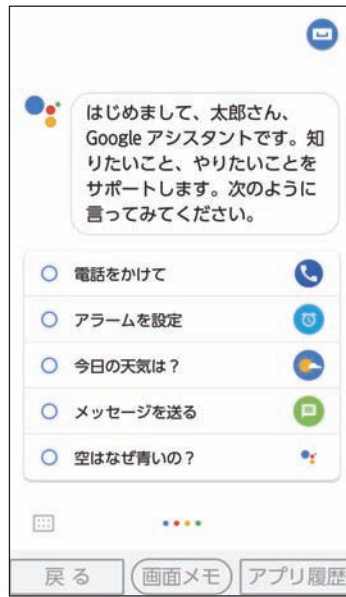 はじめまして、太郎さん、
Google アシスタントです。知
りたいこと、やりたいことを
サポートします。次のように
言ってみてください。
電話をかけて
アラームを設定
今日の天気は？
メッセージを送る
空はなぜ青いの？
戻る 画面メモ アプリ履歴